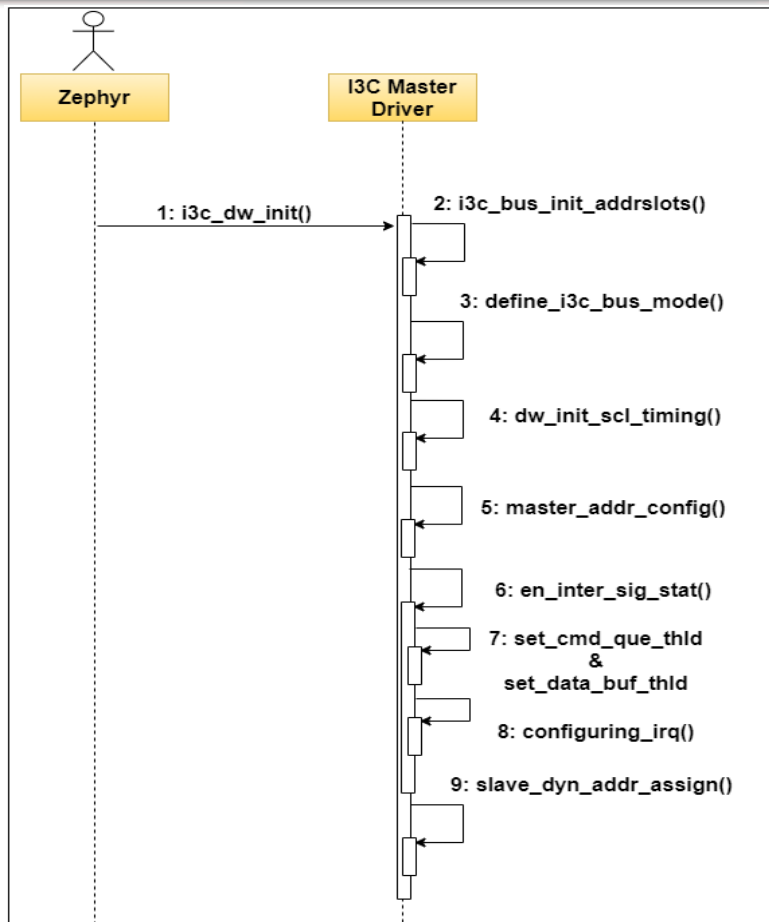 Zephyr
I3C Master
Driver
1: i3c_dw_init()
2: i3c_bus_init_addrslots()
3: define_i3c_bus_mode()
4: dw_init_scl_timing()
5: master_addr_config()
6: en_inter_sig_stat()
7: set_cmd_que_thld
&
set_data_buf_thld
8: configuring_irq()
9: slave_dyn_addr_assign()